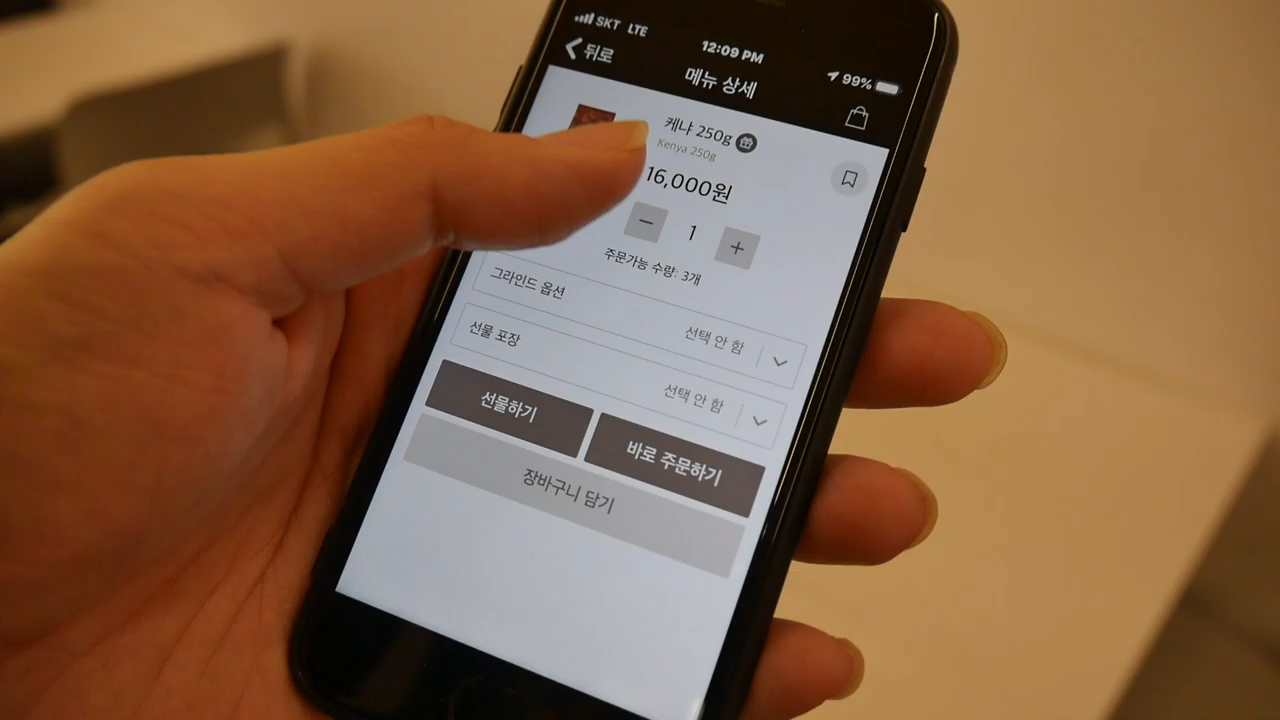 SKT LTE
12:09 PM
99%
뒤로
메뉴 상세
케냐 250g
Kenya 250g
16,000원
1
주문가능 수량: 3개
그라인드 옵션
선택 안 함
선물 포장
선택 안 함
선물하기
바로 주문하기
장바구니 담기